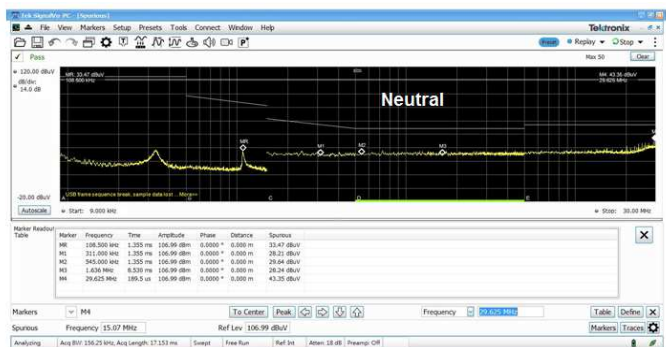 Tek SignalVu-PC - [Spurious]
File View Markers Setup Presets Tools Connect Window Help
Tektronix
Preset Replay Stop
Pass Max 50 Clear
120.00 dBuV
dB/div:
14.0 dB
MR: 33.47 dBuV
108.500 kHz
M4: 43.36 dBuV
29.625 MHz
Neutral
MR M1 M2 M3
-20.00 dBuV
USB frame sequence break, sample data lost ...More>>
A B C D E
Autoscale Start: 9.000 kHz Stop: 30.00 MHz
Marker Readout
Table
Marker Frequency Time Amplitude Phase Distance Spurious
MR 108.500 kHz 1.355 ms 106.99 dBm 0.0000 ° 0.000 m 33.47 dBuV
M1 311.000 kHz 1.355 ms 106.99 dBm 0.0000 ° 0.000 m 28.21 dBuV
M2 545.000 kHz 1.355 ms 106.99 dBm 0.0000 ° 0.000 m 29.64 dBuV
M3 1.636 MHz 8.530 ms 106.99 dBm 0.0000 ° 0.000 m 28.24 dBuV
M4 29.625 MHz 189.5 us 106.99 dBm 0.0000 ° 0.000 m 43.35 dBuV
Markers M4 To Center Peak Frequency 29.625 MHz Table Define
Spurious Frequency 15.07 MHz Ref Lev 106.99 dBuV Markers Traces
Analyzing Acq BW: 156.25 kHz, Acq Length: 17.153 ms Swept Free Run Ref: Int Atten: 18 dB Preamp: Off